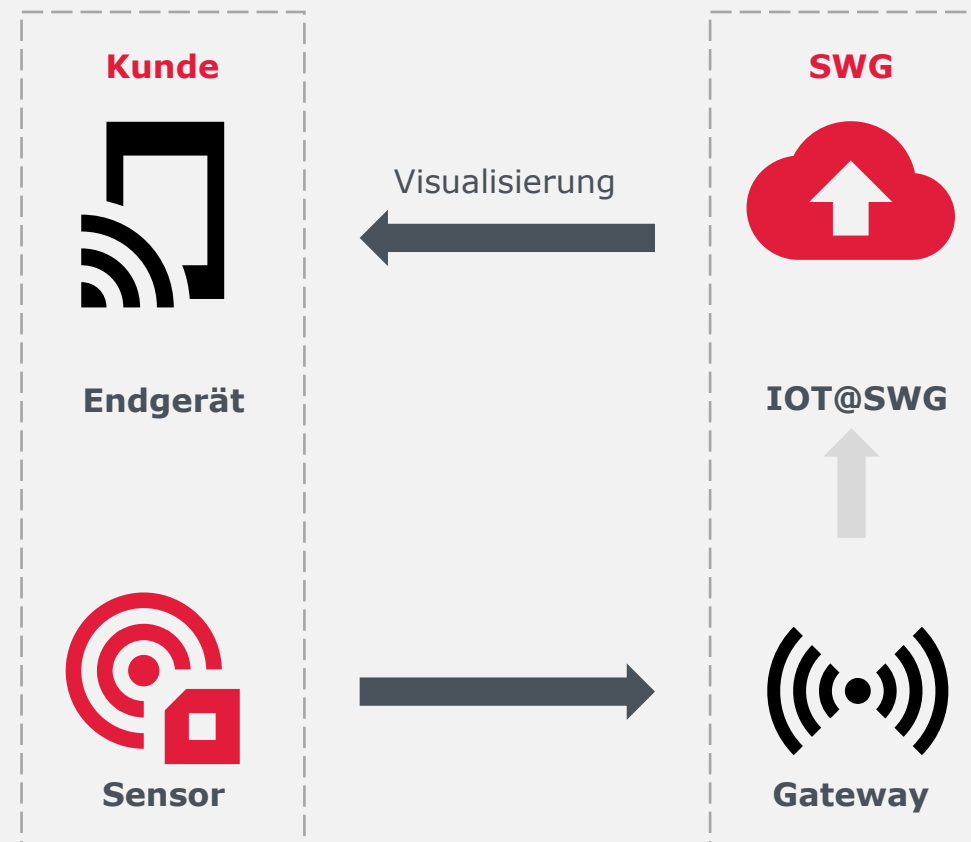 Kunde
SWG
Visualisierung
Endgerät
IOT@SWG
Sensor
Gateway